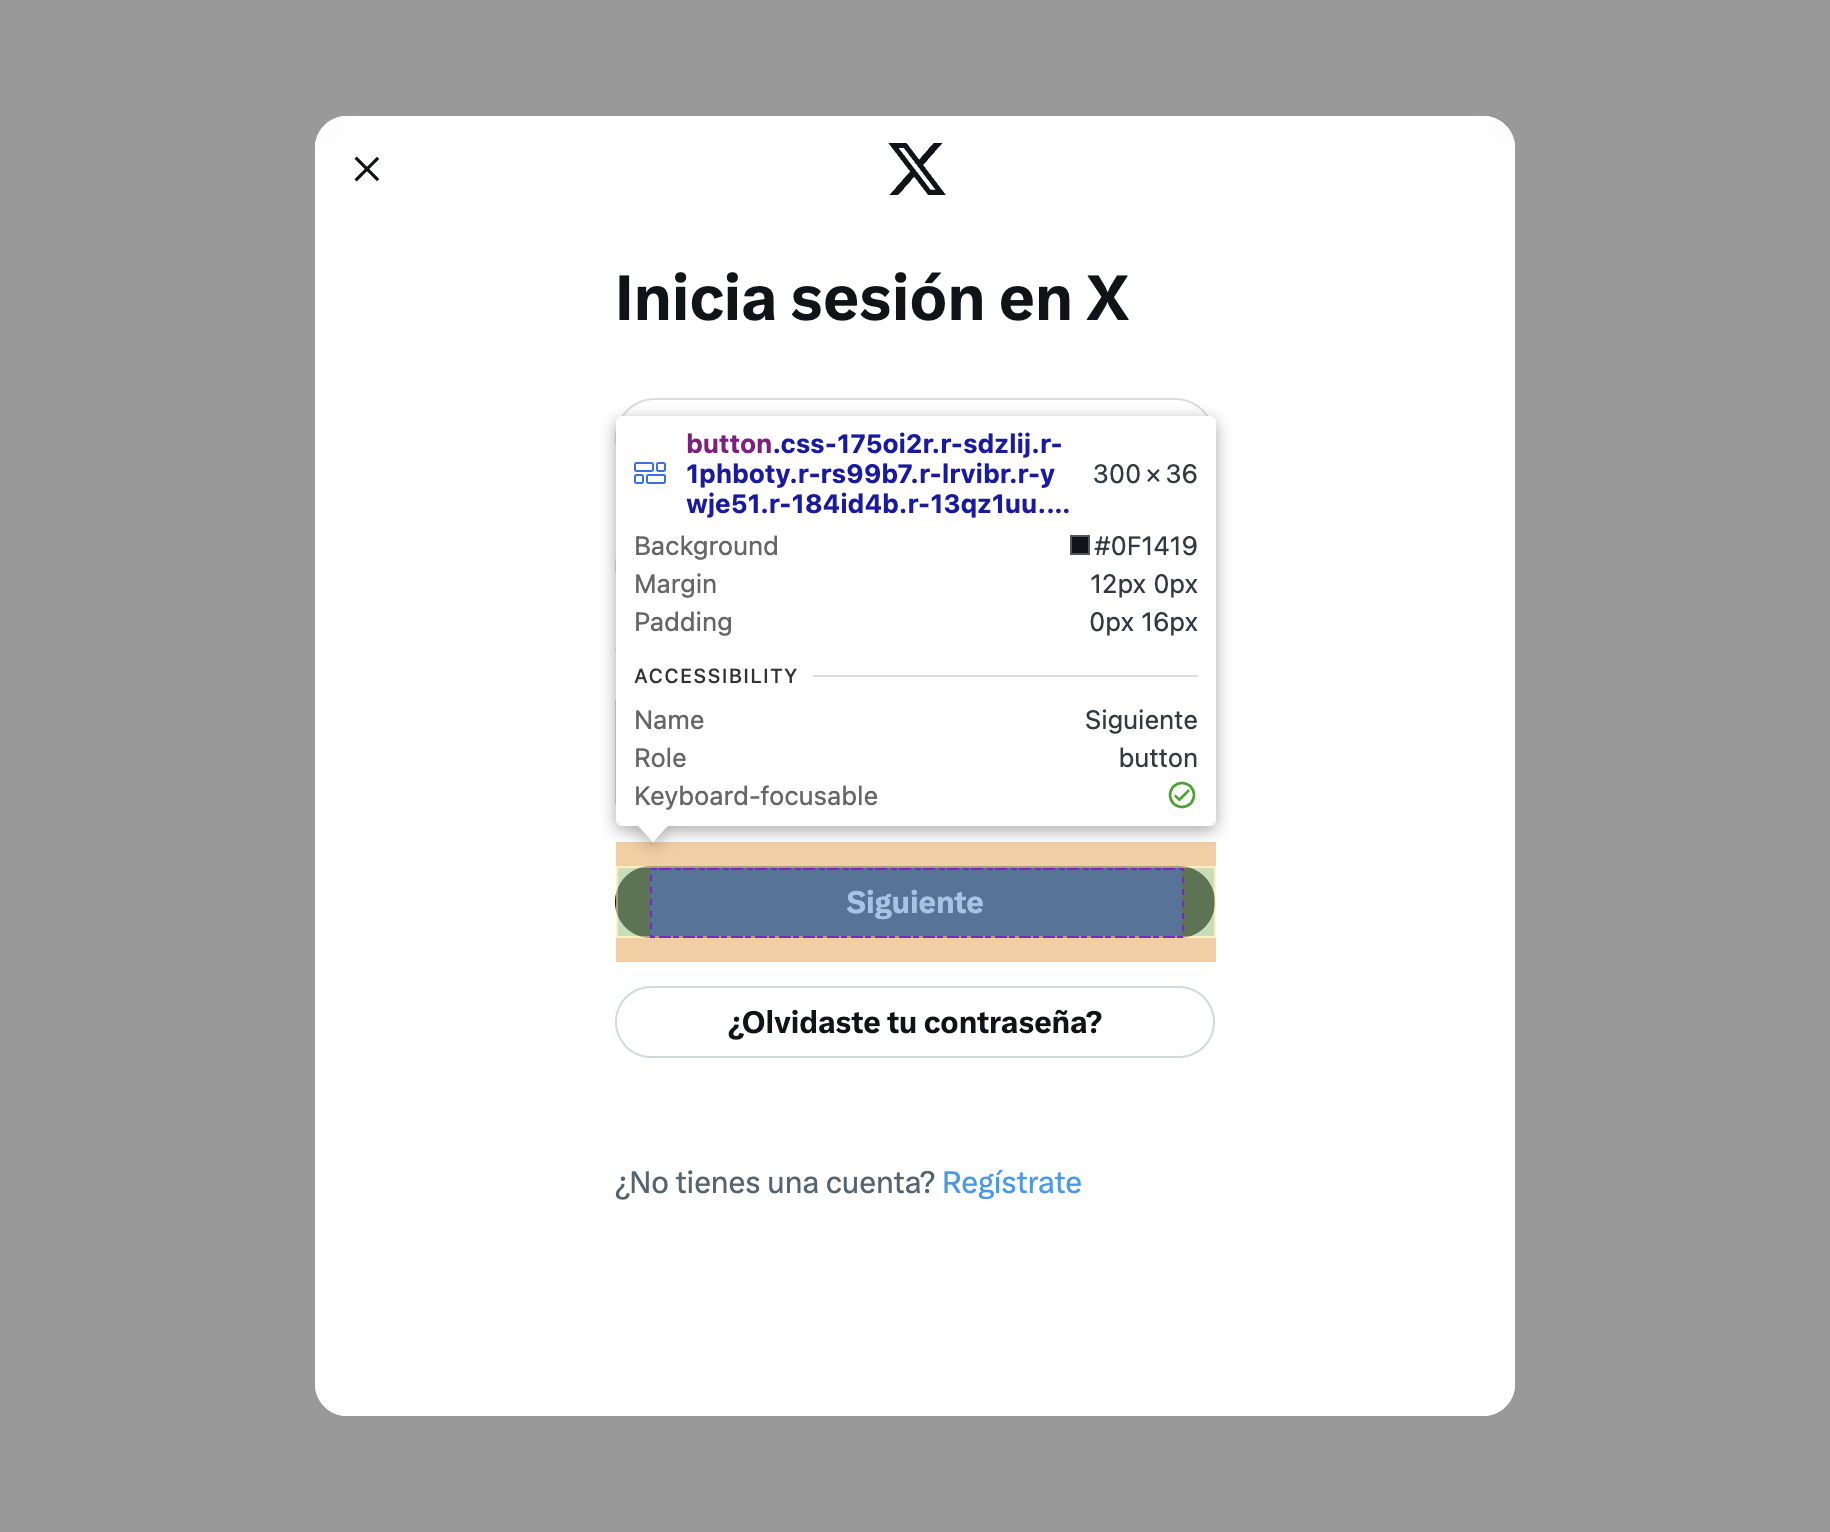 Inicia sesión en X
button.css-175oi2r.r-sdzlij.r-
1phboty.r-rs99b7.r-lrvibr.r-y
wje51.r-184id4b.r-13qz1uu.…
300 × 36
Background #0F1419
Margin 12px 0px
Padding 0px 16px
ACCESSIBILITY
Name Siguiente
Role button
Keyboard-focusable
Siguiente
¿Olvidaste tu contraseña?
¿No tienes una cuenta? Regístrate